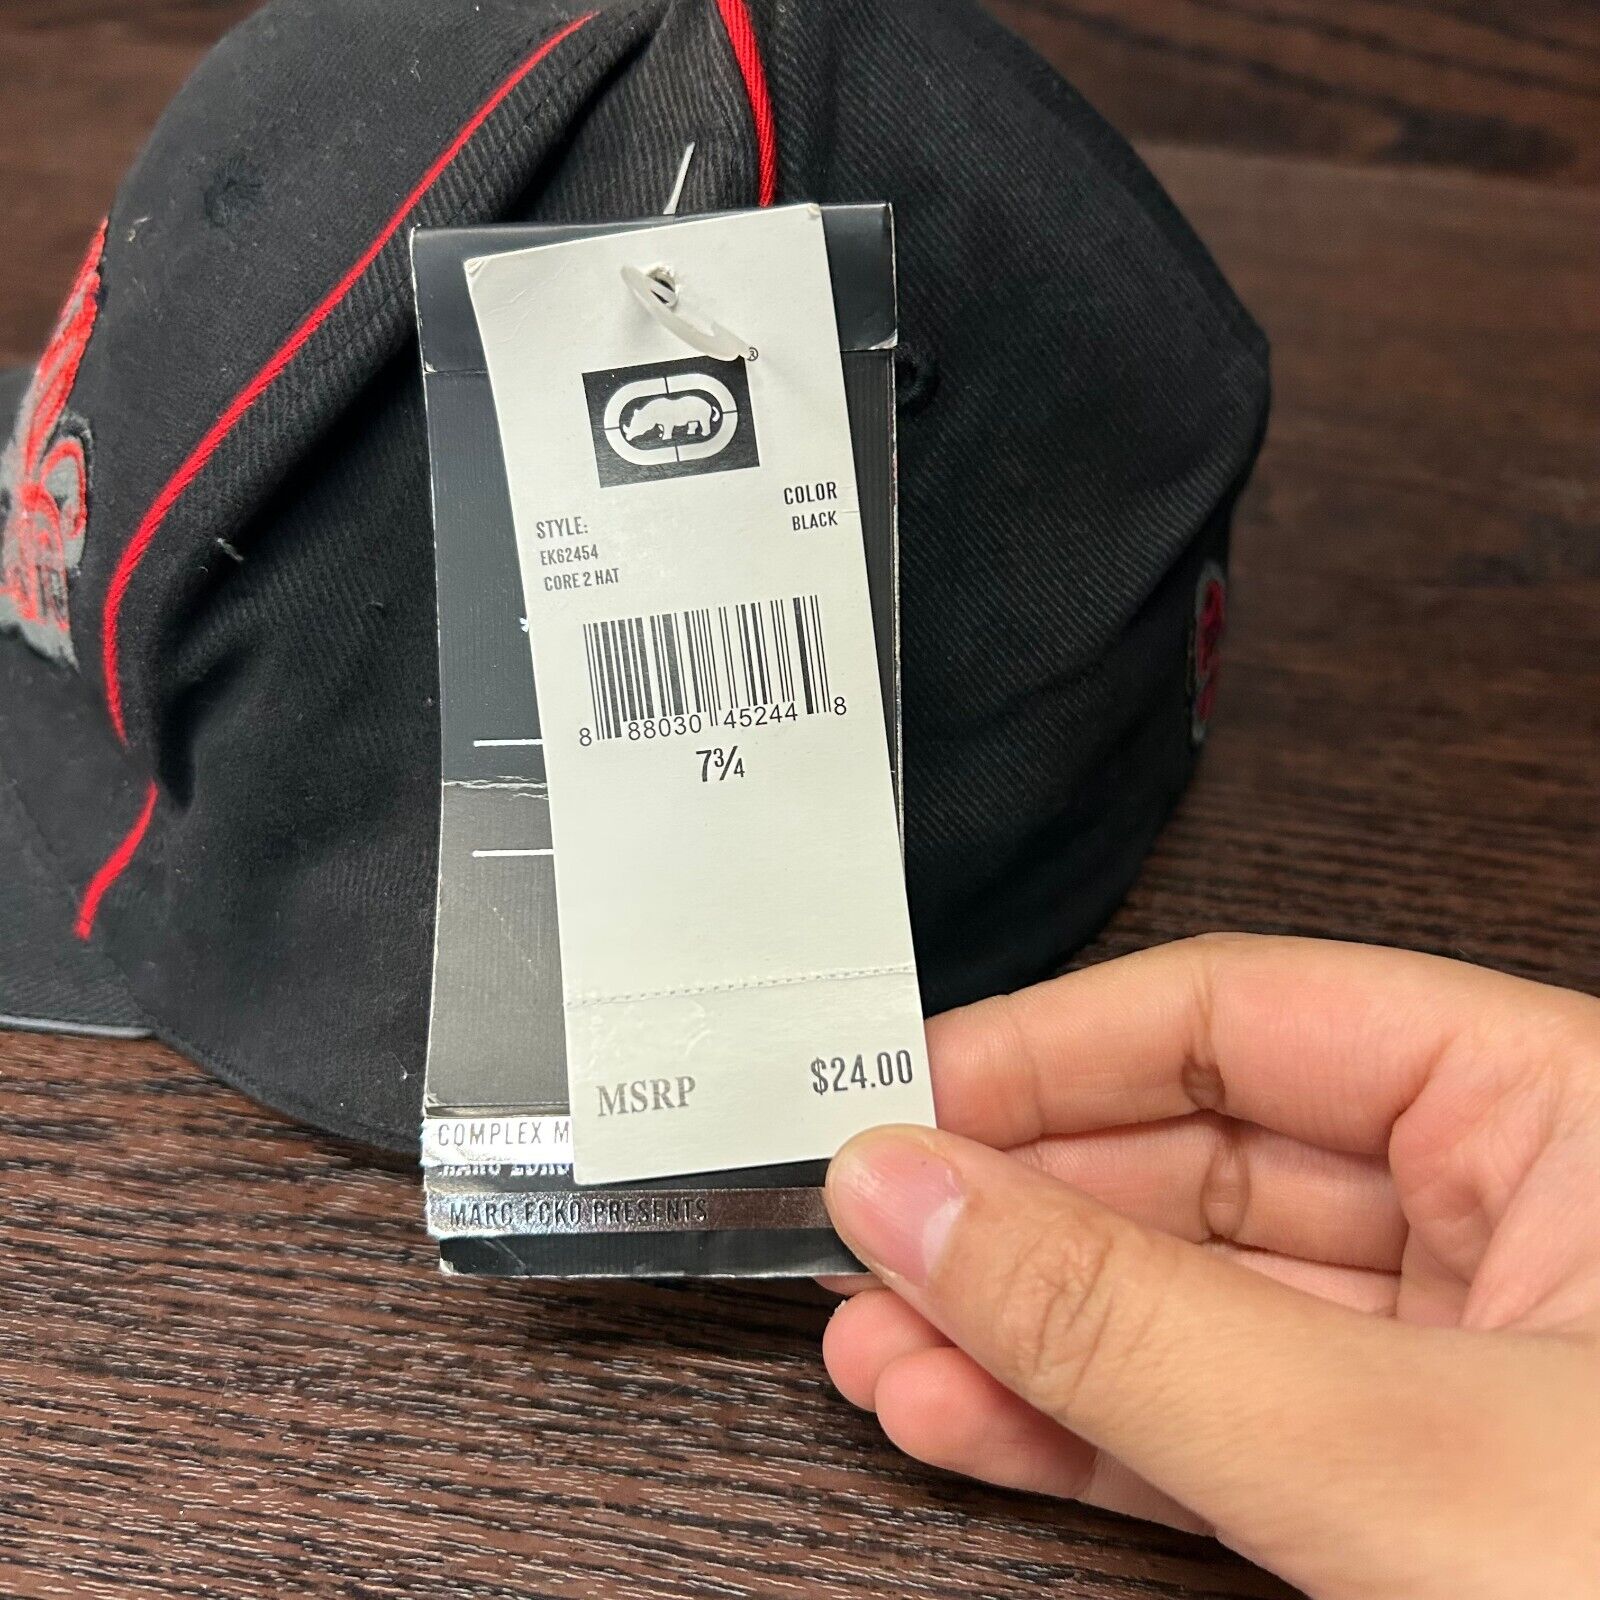 ®
COLOR
BLACK
STYLE:
EK62454
CORE 2 HAT
8 88030 45244 8
7¾
MSRP $24.00
COMPLEX M
MARC ECKO PRESENTS